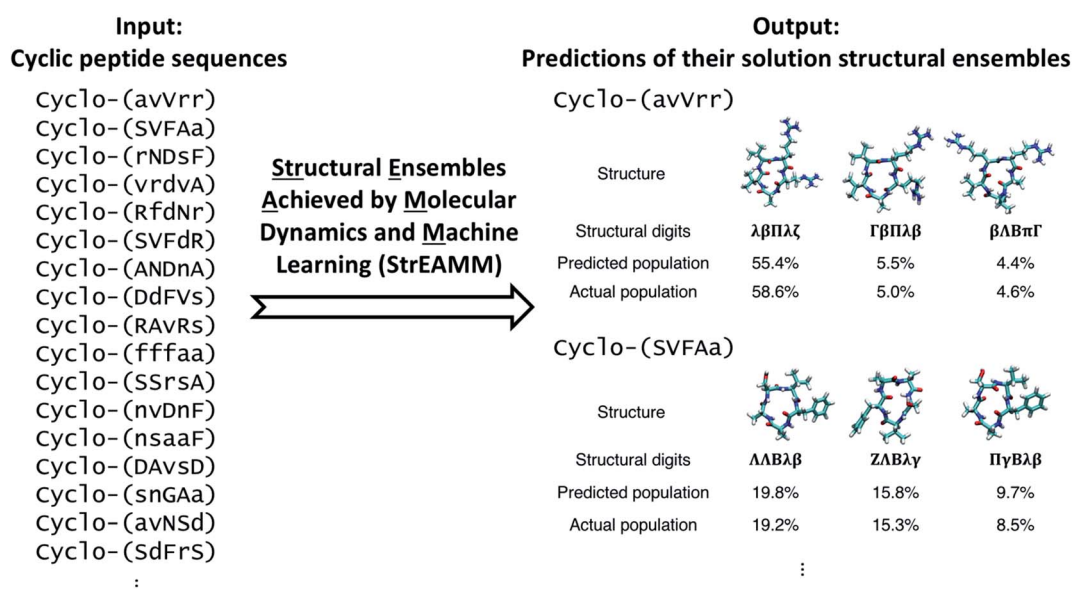 Input:
Cyclic peptide sequences
Cyclo-(avVrr)
Cyclo-(SVFAa)
Cyclo-(rNDsF)
Cyclo-(vrdvA)
Cyclo-(RfdNr)
Cyclo-(SVFdR)
Cyclo-(ANDnA)
Cyclo-(DdFVs)
Cyclo-(RAvRs)
Cyclo-(fffaa)
Cyclo-(SSrsA)
Cyclo-(nvDnF)
Cyclo-(nsaaF)
Cyclo-(DAvsD)
Cyclo-(snGAa)
Cyclo-(avNSd)
Cyclo-(SdFrS)
:
Structural Ensembles
Achieved by Molecular
Dynamics and Machine
Learning (StrEAMM)
Output:
Predictions of their solution structural ensembles
Cyclo-(avVrr)
Structure
Structural digits λβΠλζ ΓβΠλβ βΛΒπΓ
Predicted population 55.4% 5.5% 4.4%
Actual population 58.6% 5.0% 4.6%
Cyclo-(SVFAa)
Structure
Structural digits ΛΛΒλβ ΖΛΒλγ ΠγΒλβ
Predicted population 19.8% 15.8% 9.7%
Actual population 19.2% 15.3% 8.5%
⋮